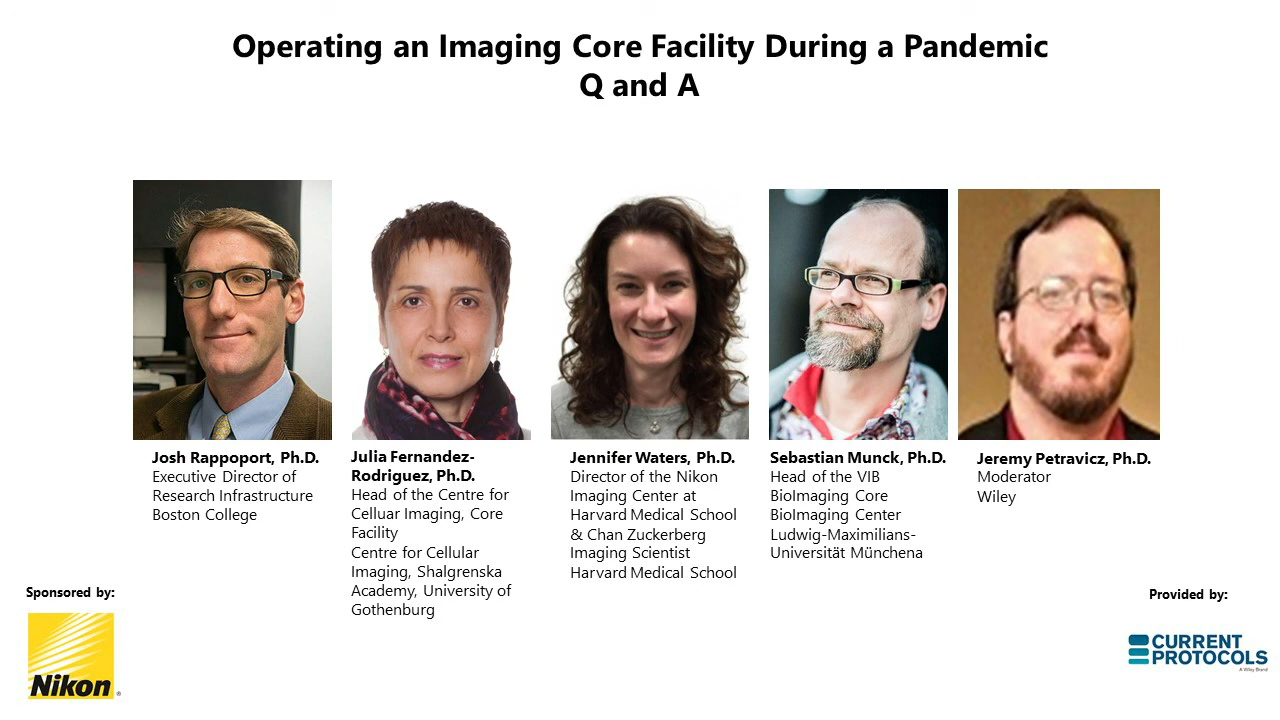 Operating an Imaging Core Facility During a Pandemic
Q and A
Josh Rappoport, Ph.D.
Executive Director of
Research Infrastructure
Boston College
Julia Fernandez-
Rodriguez, Ph.D.
Head of the Centre for
Celluar Imaging, Core
Facility
Centre for Cellular
Imaging, Shalgrenska
Academy, University of
Gothenburg
Jennifer Waters, Ph.D.
Director of the Nikon
Imaging Center at
Harvard Medical School
& Chan Zuckerberg
Imaging Scientist
Harvard Medical School
Sebastian Munck, Ph.D.
Head of the VIB
BioImaging Core
BioImaging Center
Ludwig-Maximilians-
Universität Münchena
Jeremy Petravicz, Ph.D.
Moderator
Wiley
Sponsored by:
Nikon®
Provided by:
CURRENT
PROTOCOLS
A Wiley Brand